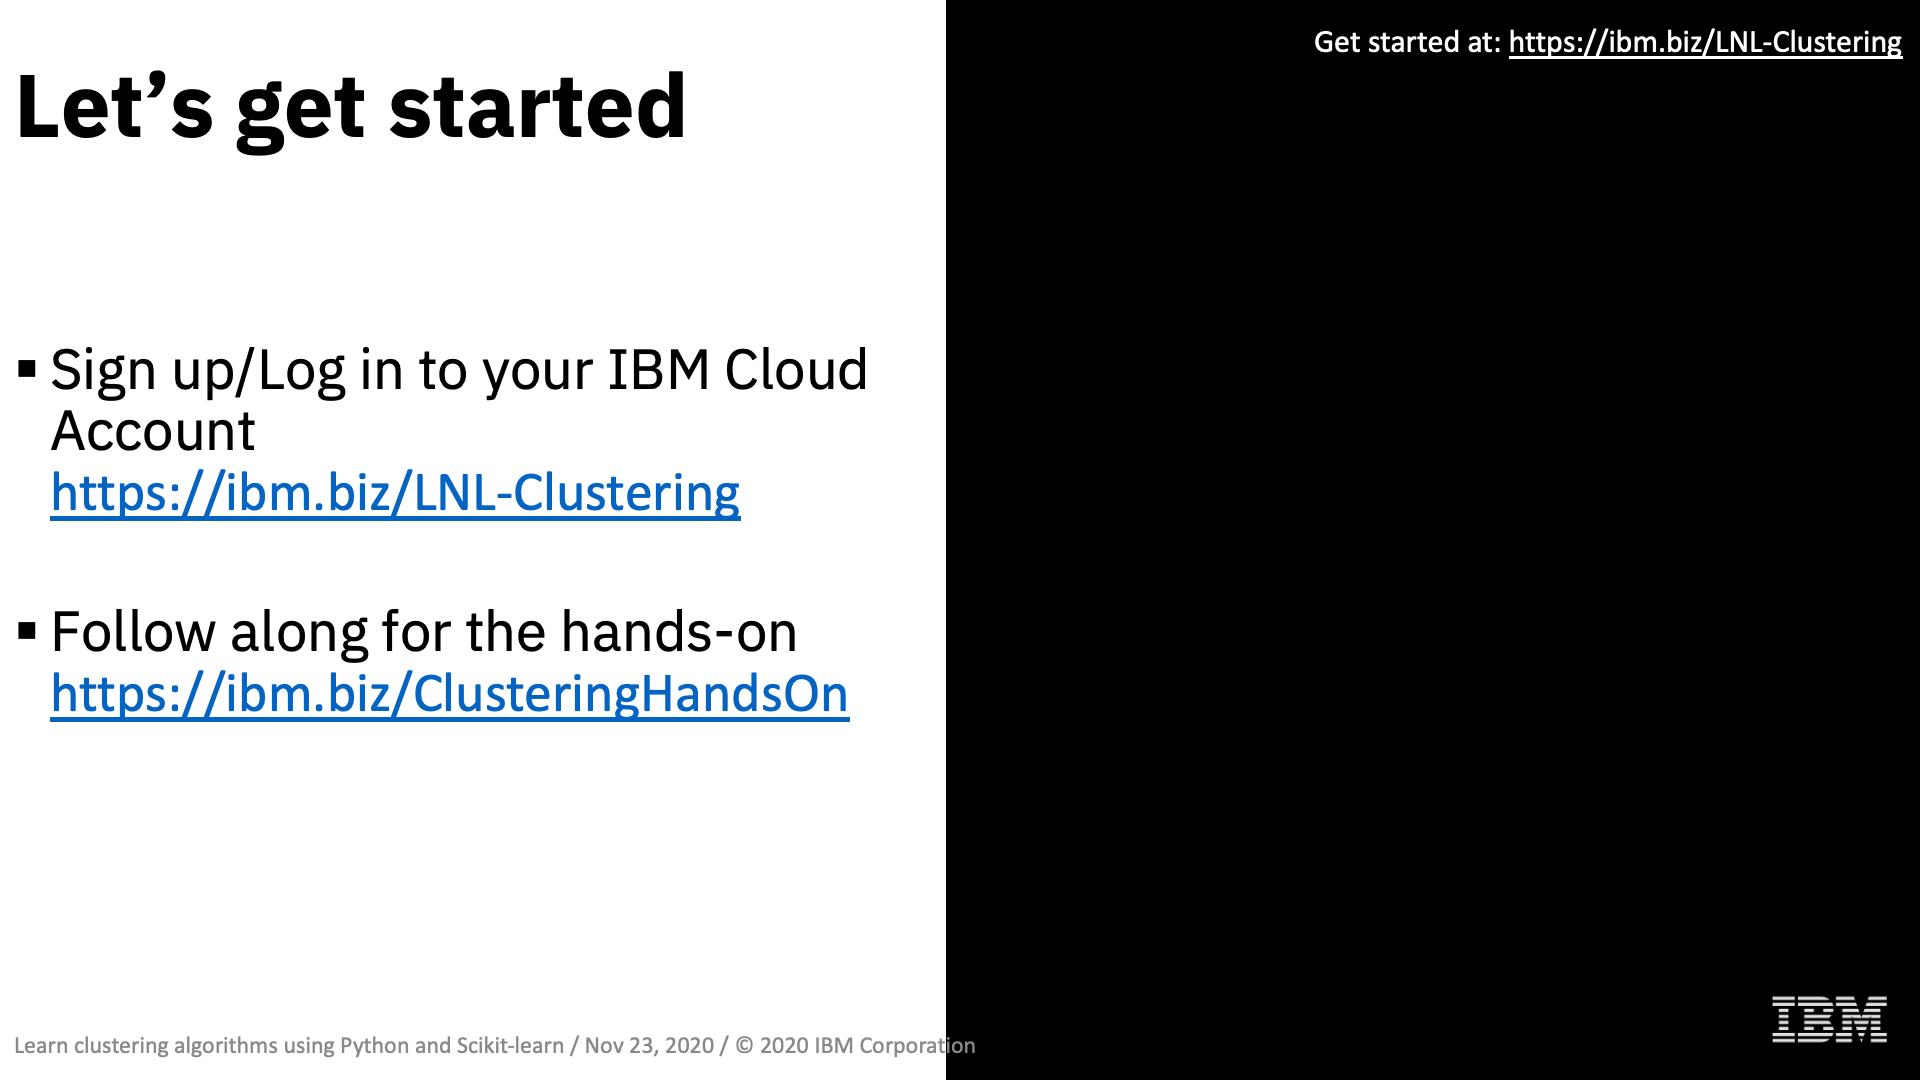 Get started at: https://ibm.biz/LNL-Clustering
Let’s get started
▪ Sign up/Log in to your IBM Cloud
Account
https://ibm.biz/LNL-Clustering
▪ Follow along for the hands-on
https://ibm.biz/ClusteringHandsOn
Learn clustering algorithms using Python and Scikit-learn / Nov 23, 2020 / © 2020 IBM Corporation
IBM